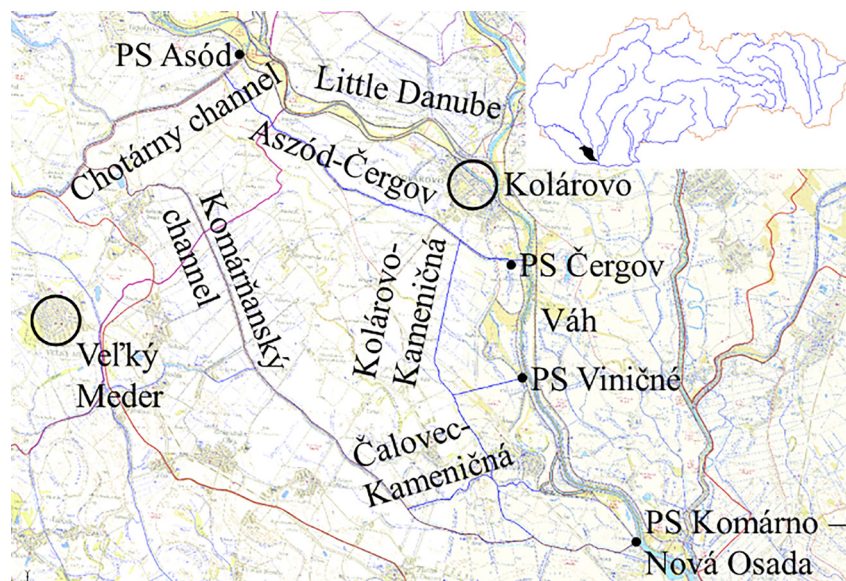 PS Asód
Little Danube
Chotárny channel
Aszód-Čergov
Kolárovo
Komárňanský
channel
Kolárovo-
Kameničná
PS Čergov
Váh
Veľký
Meder
PS Viničné
Čalovec-
Kameničná
PS Komárno –
Nová Osada